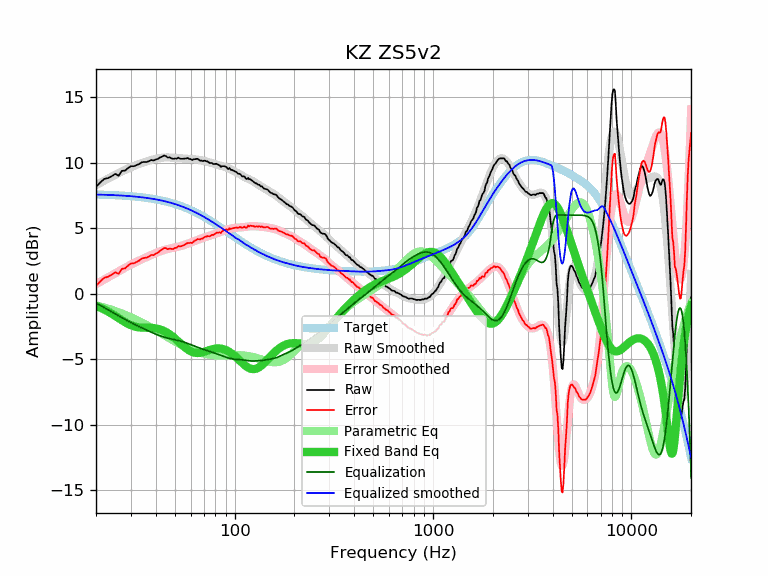 KZ ZS5v2
Amplitude (dBr)
15
10
5
0
−5
−10
−15
Target
Raw Smoothed
Error Smoothed
Raw
Error
Parametric Eq
Fixed Band Eq
Equalization
Equalized smoothed
100
1000
10000
Frequency (Hz)